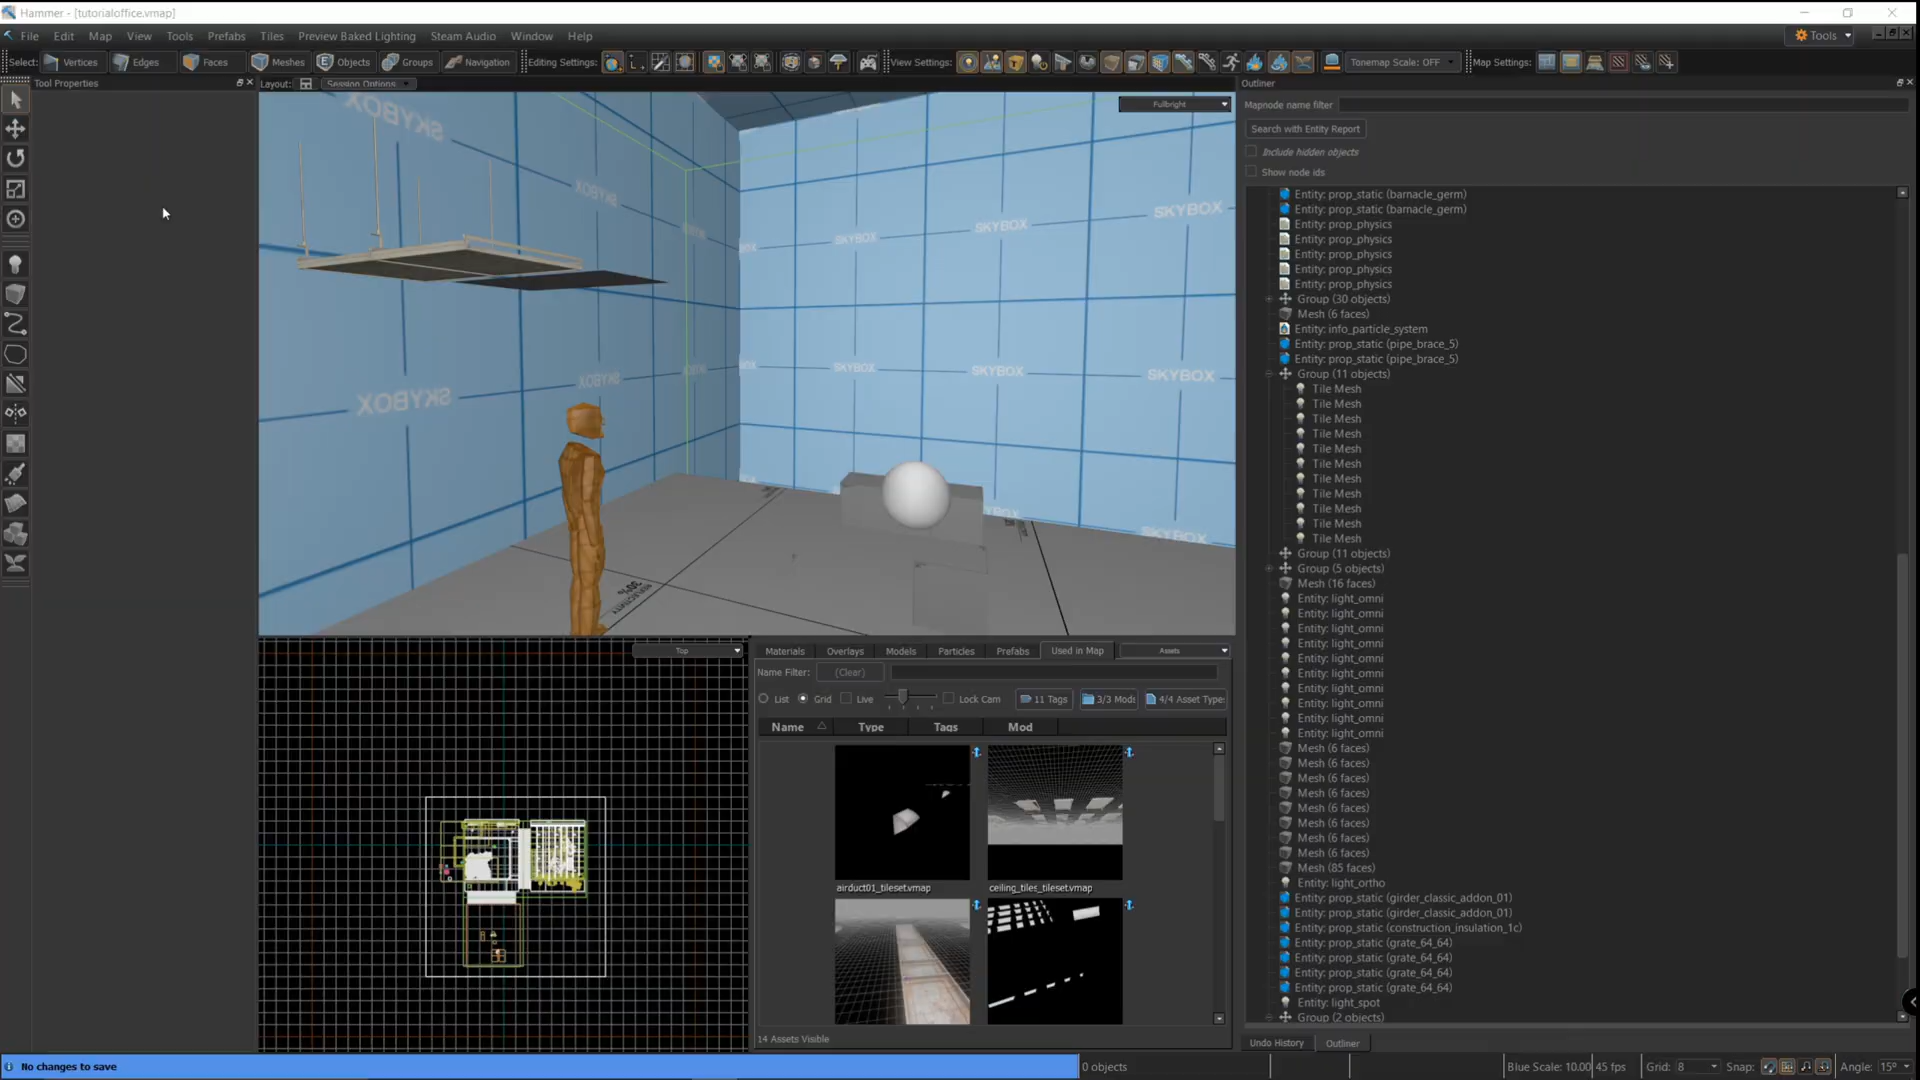 Hammer - [tutorialoffice.vmap]
File Edit Map View Tools Prefabs Tiles Preview Baked Lighting Steam Audio Window Help Tools
Select: Vertices Edges Faces Meshes Objects Groups Navigation Editing Settings: View Settings: Tonemap Scale: OFF Map Settings:
Tool Properties
Layout: Session Options
Fullbright
SKYBOX
SKYBOX
SKYBOX
SKYBOX
SKYBOX
SKYBOX
SKYBOX
SKYBOX
SKYBOX
SKYBOX
SKYBOX
SKYBOX
30%
REFLECTIVITY
Top
Materials Overlays Models Particles Prefabs Used in Map Assets
Name Filter: (Clear)
List Grid Live Lock Cam 11 Tags 3/3 Mods 4/4 Asset Types
Name Type Tags Mod
airduct01_tileset.vmap
ceiling_tiles_tileset.vmap
14 Assets Visible
Outliner
Mapnode name filter
Search with Entity Report
Include hidden objects
Show node ids
Entity: prop_static (barnacle_germ)
Entity: prop_static (barnacle_germ)
Entity: prop_physics
Entity: prop_physics
Entity: prop_physics
Entity: prop_physics
Entity: prop_physics
Group (30 objects)
Mesh (6 faces)
Entity: info_particle_system
Entity: prop_static (pipe_brace_5)
Entity: prop_static (pipe_brace_5)
Group (11 objects)
Tile Mesh
Tile Mesh
Tile Mesh
Tile Mesh
Tile Mesh
Tile Mesh
Tile Mesh
Tile Mesh
Tile Mesh
Tile Mesh
Tile Mesh
Group (11 objects)
Group (5 objects)
Mesh (16 faces)
Entity: light_omni
Entity: light_omni
Entity: light_omni
Entity: light_omni
Entity: light_omni
Entity: light_omni
Entity: light_omni
Entity: light_omni
Entity: light_omni
Entity: light_omni
Mesh (6 faces)
Mesh (6 faces)
Mesh (6 faces)
Mesh (6 faces)
Mesh (6 faces)
Mesh (6 faces)
Mesh (6 faces)
Mesh (6 faces)
Mesh (85 faces)
Entity: light_ortho
Entity: prop_static (girder_classic_addon_01)
Entity: prop_static (girder_classic_addon_01)
Entity: prop_static (construction_insulation_1c)
Entity: prop_static (grate_64_64)
Entity: prop_static (grate_64_64)
Entity: prop_static (grate_64_64)
Entity: prop_static (grate_64_64)
Entity: light_spot
Group (2 objects)
Undo History Outliner
No changes to save 0 objects Blue Scale: 10.00 45 fps Grid: 8 Snap: Angle: 15°